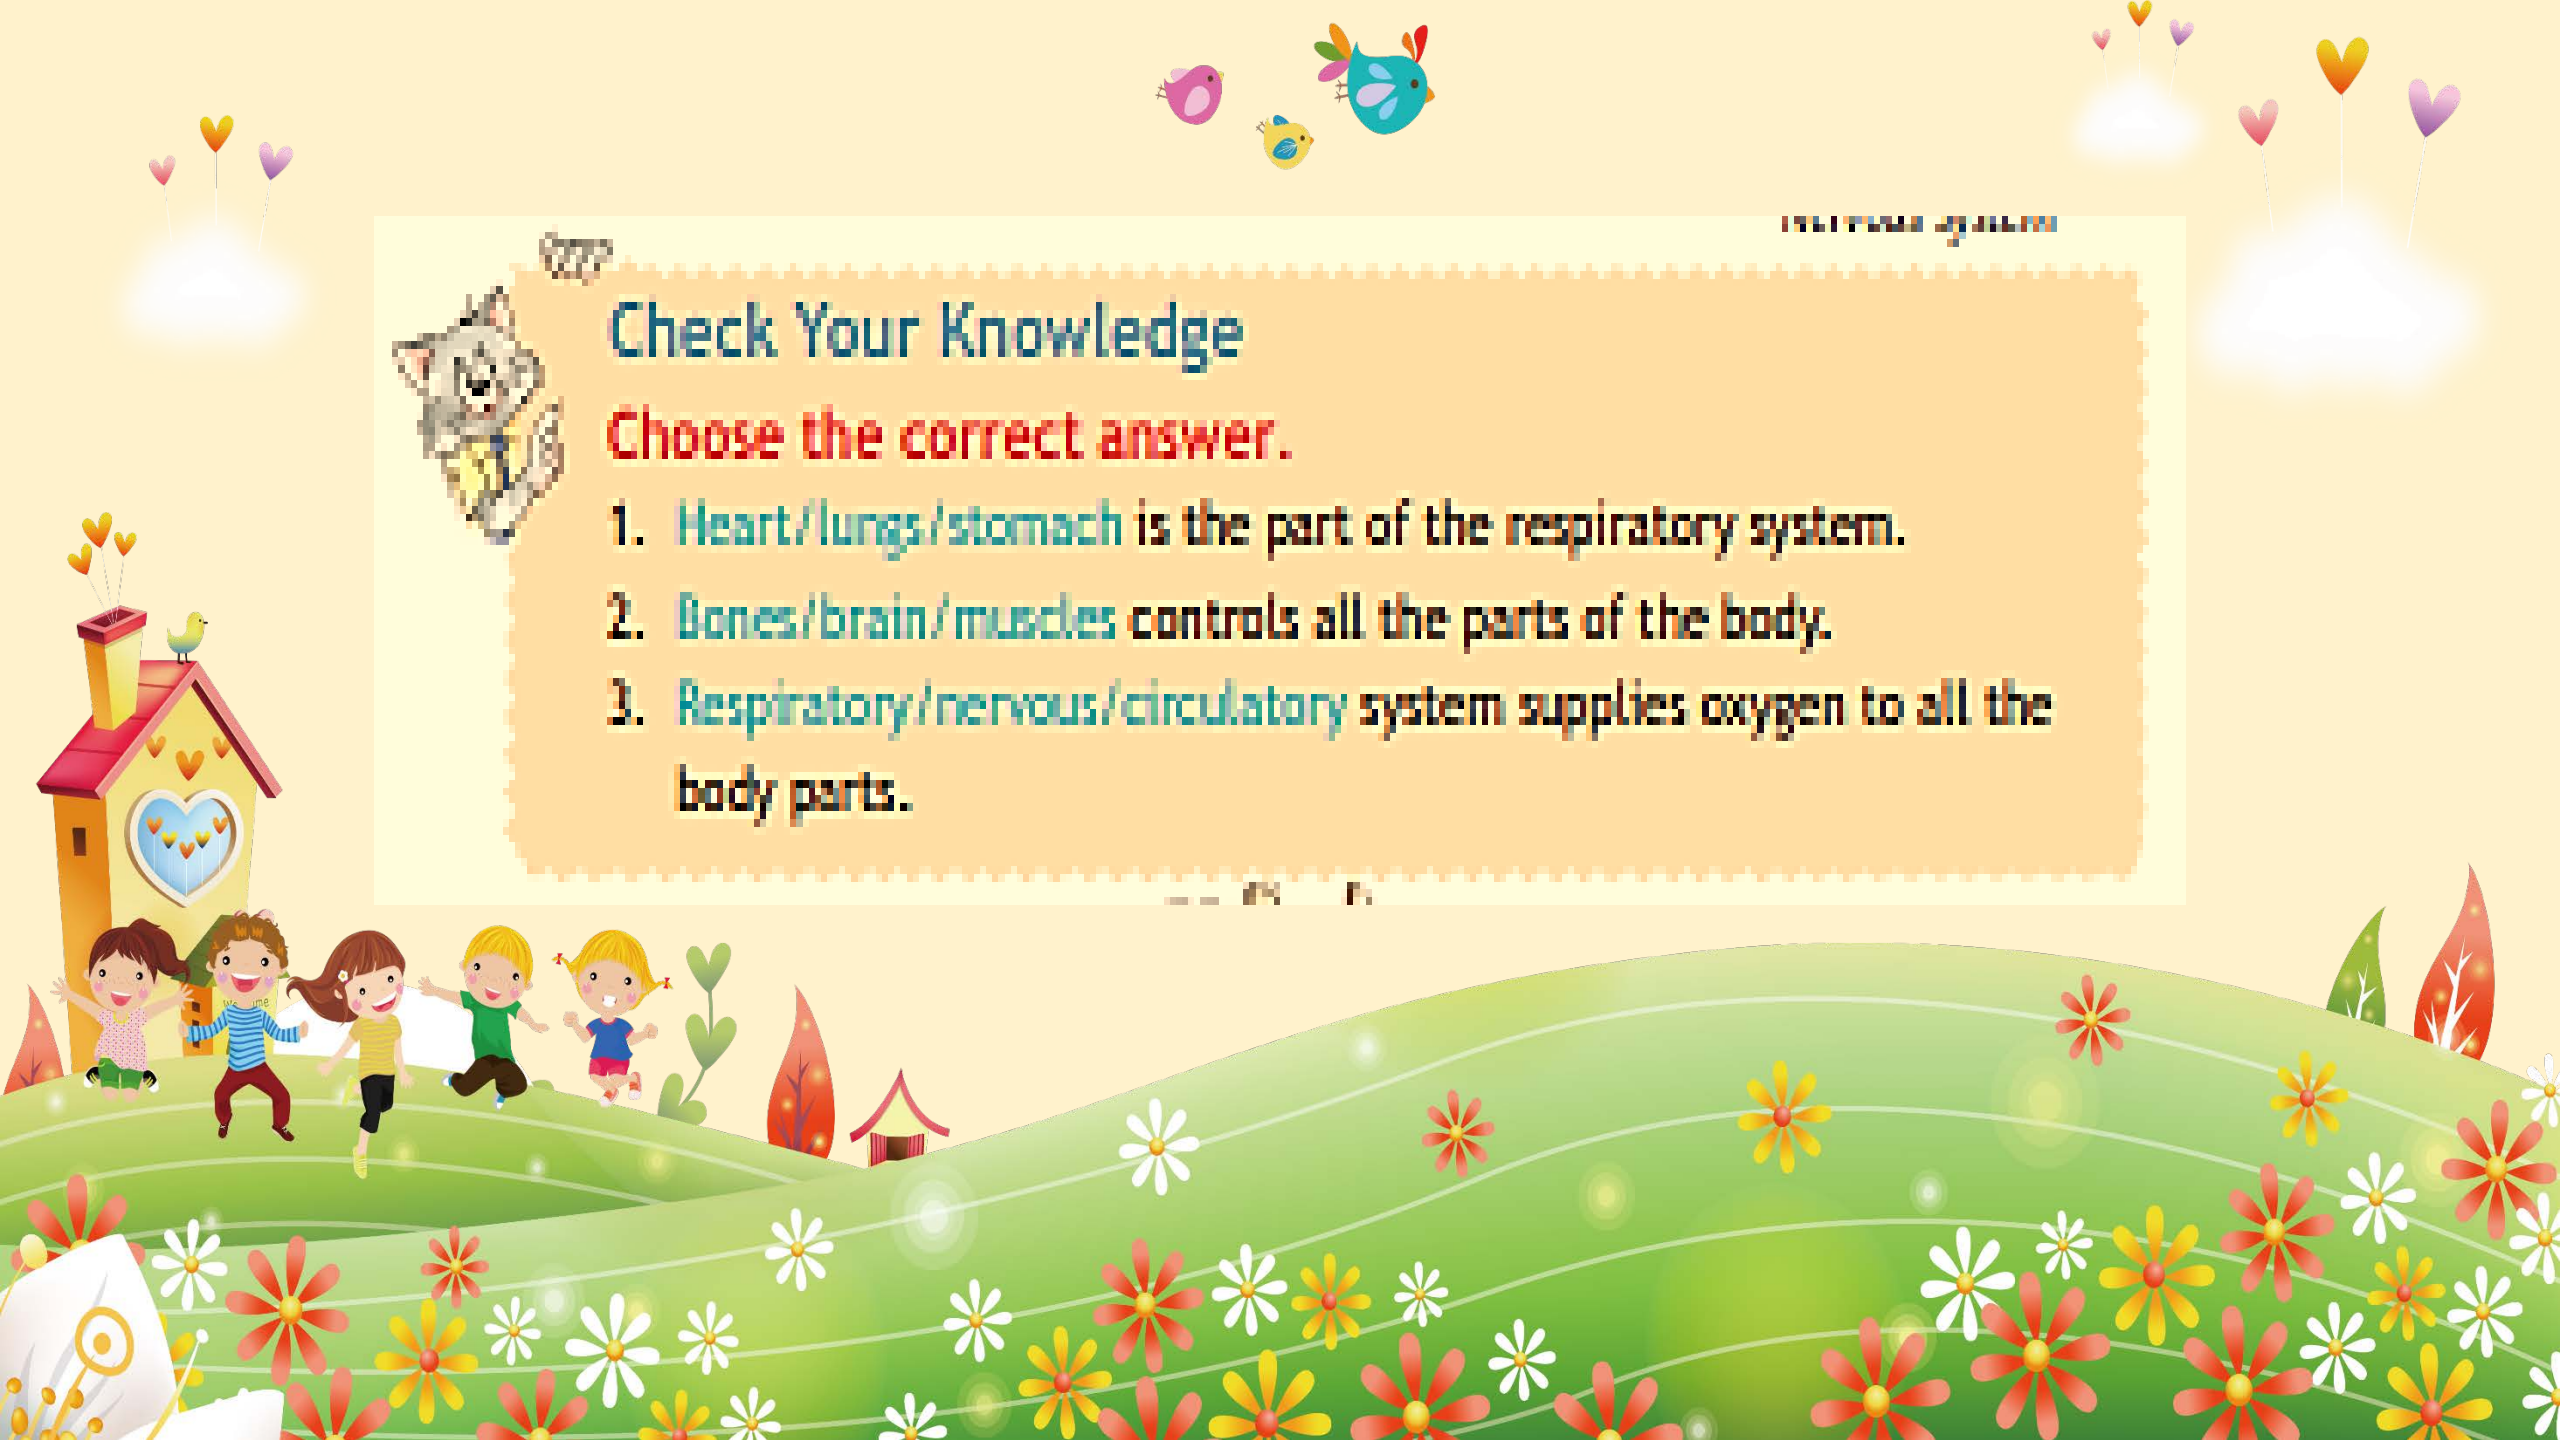 Check Your Knowledge
Choose the correct answer.
1. Heart/lungs/stomach is the part of the respiratory system.
2. Bones/brain/muscles controls all the parts of the body.
3. Respiratory/nervous/circulatory system supplies oxygen to all the
body parts.